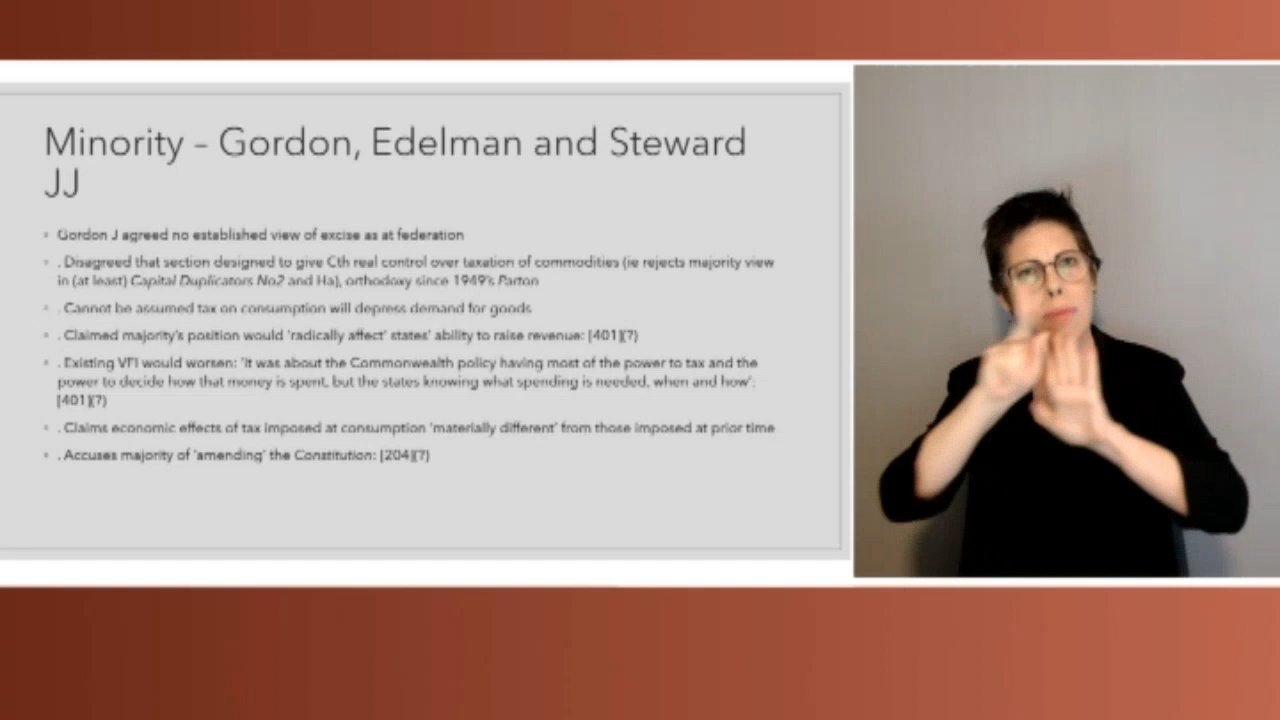 Minority – Gordon, Edelman and Steward
JJ
Gordon J agreed no established view of excise as at federation
. Disagreed that section designed to give Cth real control over taxation of commodities (ie rejects majority view
in (at least) Capital Duplicators No2 and Ha), orthodoxy since 1949's Parton
. Cannot be assumed tax on consumption will depress demand for goods
. Claimed majority's position would 'radically affect' states' ability to raise revenue: [401](?)
. Existing VFI would worsen: 'it was about the Commonwealth policy having most of the power to tax and the
power to decide how that money is spent, but the states knowing what spending is needed, when and how':
[401](?)
. Claims economic effects of tax imposed at consumption 'materially different' from those imposed at prior time
. Accuses majority of 'amending' the Constitution: [204](?)